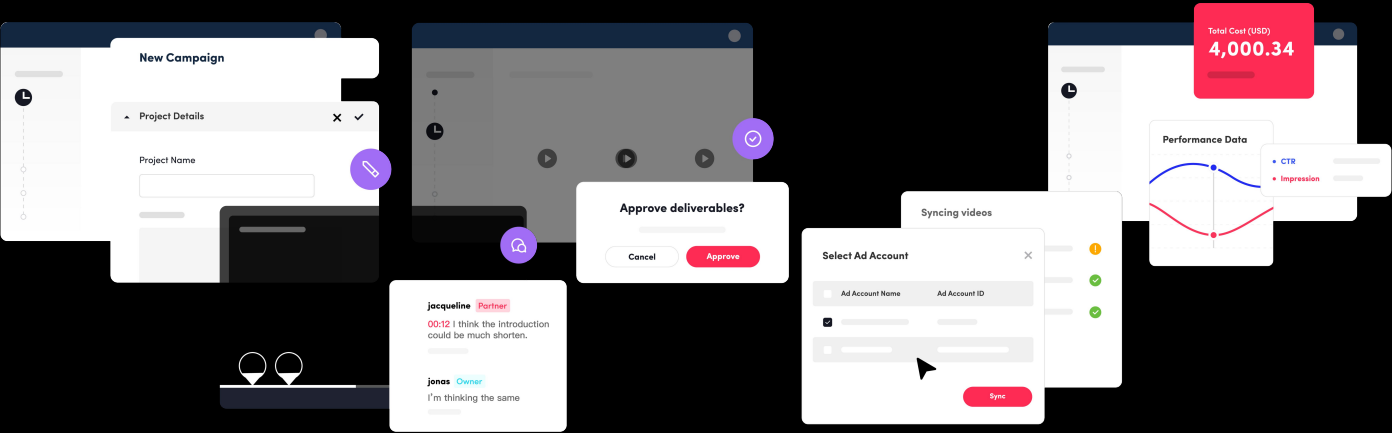 New Campaign
Project Details
Project Name
jacqueline Partner
00:12 I think the introduction
could be much shorten.
jonas Owner
I'm thinking the same
Approve deliverables?
Cancel
Approve
Syncing videos
Select Ad Account
Ad Account Name
Ad Account ID
Sync
Total Cost (USD)
4,000.34
Performance Data
CTR
Impression